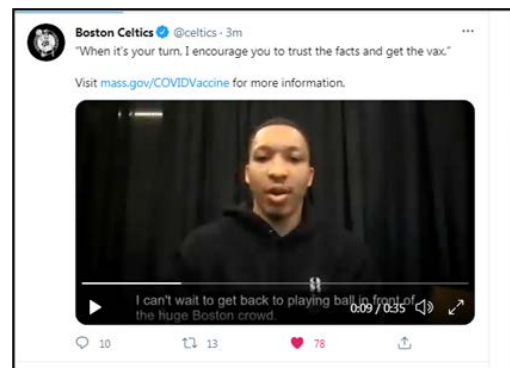 Boston Celtics @celtics · 3m
"When it's your turn, I encourage you to trust the facts and get the vax."
Visit mass.gov/COVIDVaccine for more information.
I can't wait to get back to playing ball in front of
the huge Boston crowd.
0:09 / 0:35
10 13 78